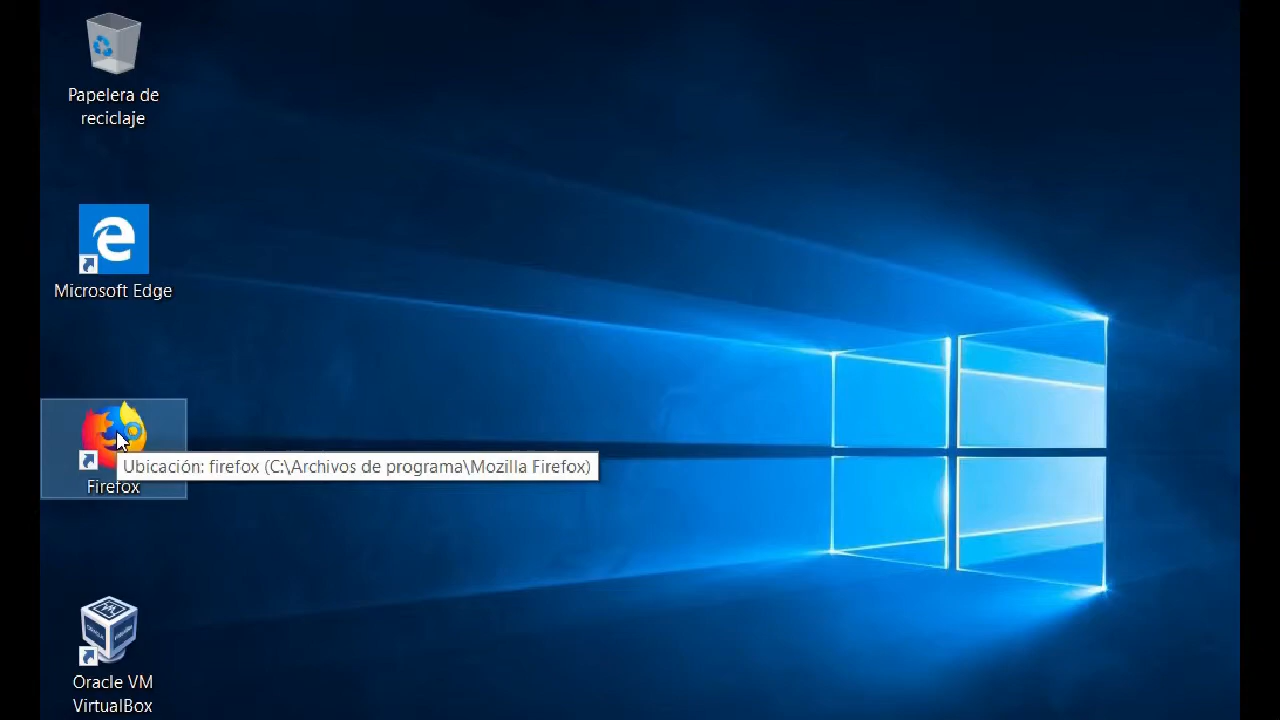 Papelera de
reciclaje
Microsoft Edge
Ubicación: firefox (C:\Archivos de programa\Mozilla Firefox)
Firefox
Oracle VM
VirtualBox